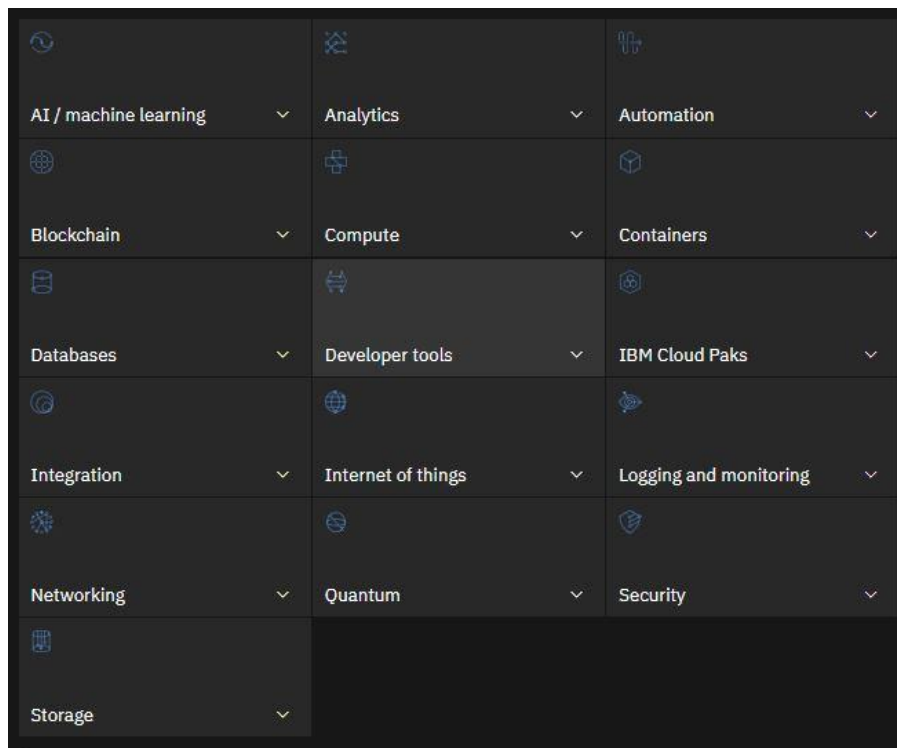 AI / machine learning
Analytics
Automation
Blockchain
Compute
Containers
Databases
Developer tools
IBM Cloud Paks
Integration
Internet of things
Logging and monitoring
Networking
Quantum
Security
Storage